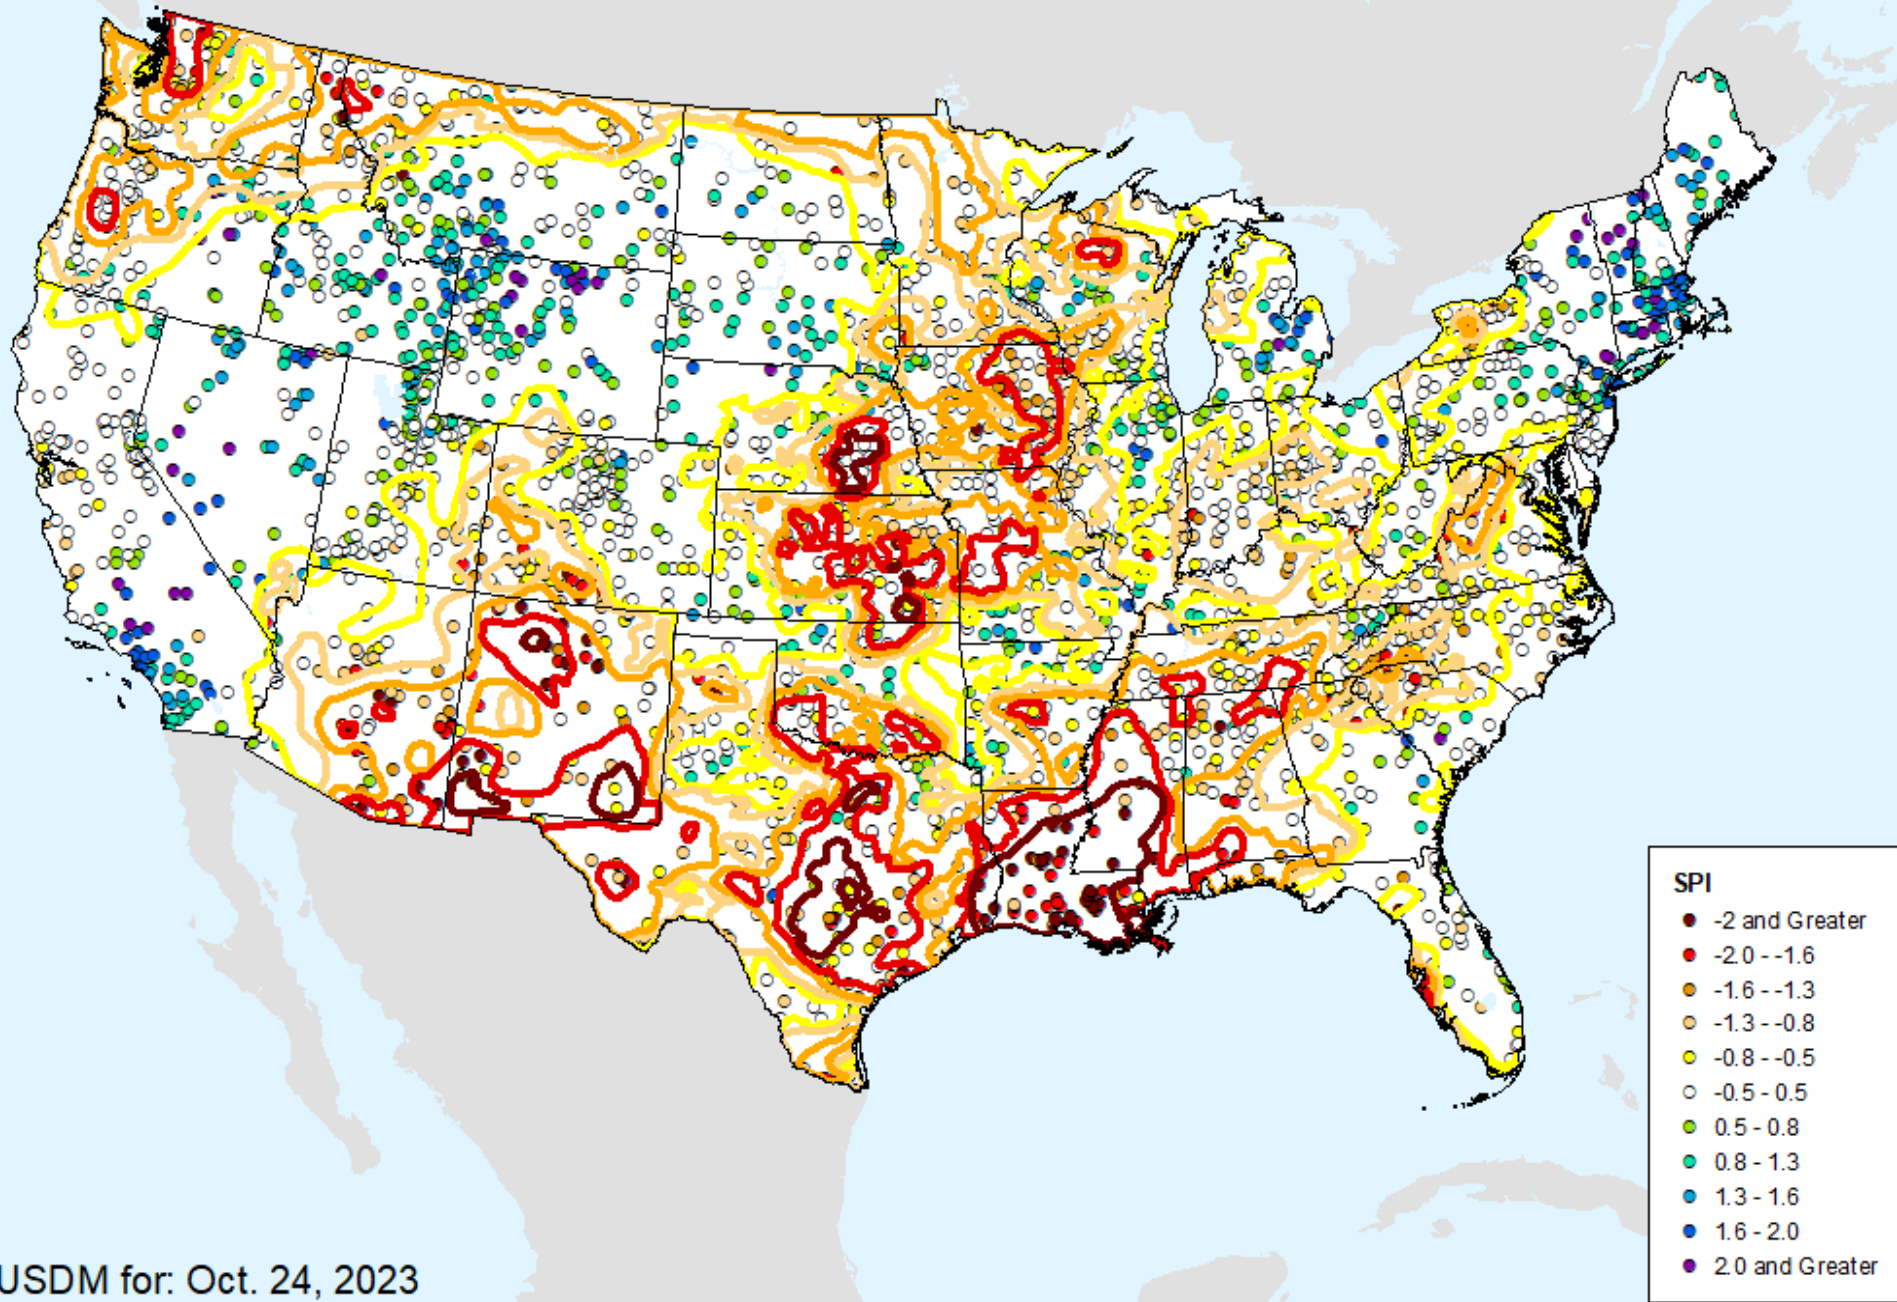 SPI
-2 and Greater
-2.0 - -1.6
-1.6 - -1.3
-1.3 - -0.8
-0.8 - -0.5
-0.5 - 0.5
0.5 - 0.8
0.8 - 1.3
1.3 - 1.6
1.6 - 2.0
2.0 and Greater
USDM for: Oct. 24, 2023